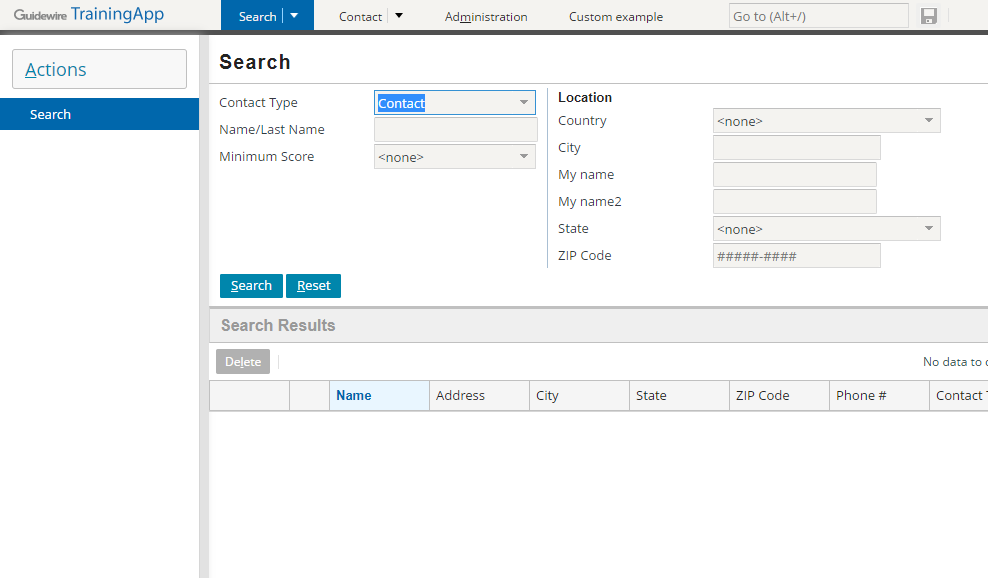 Guidewire TrainingApp
Search
Contact
Administration
Custom example
Go to (Alt+/)
Actions
Search
Search
Contact Type
Contact
Name/Last Name
Minimum Score
<none>
Location
Country
<none>
City
My name
My name2
State
<none>
ZIP Code
#####-####
Search
Reset
Search Results
Delete
No data to
Name
Address
City
State
ZIP Code
Phone #
Contact